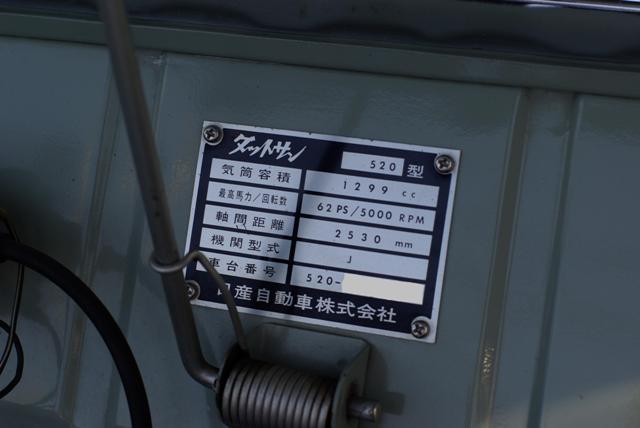 ダットサン 520 型
気筒容積 1299 cc
最高馬力/回転数 62 PS/5000 RPM
軸間距離 2530 mm
機関型式 J
車台番号 520-
日産自動車株式会社